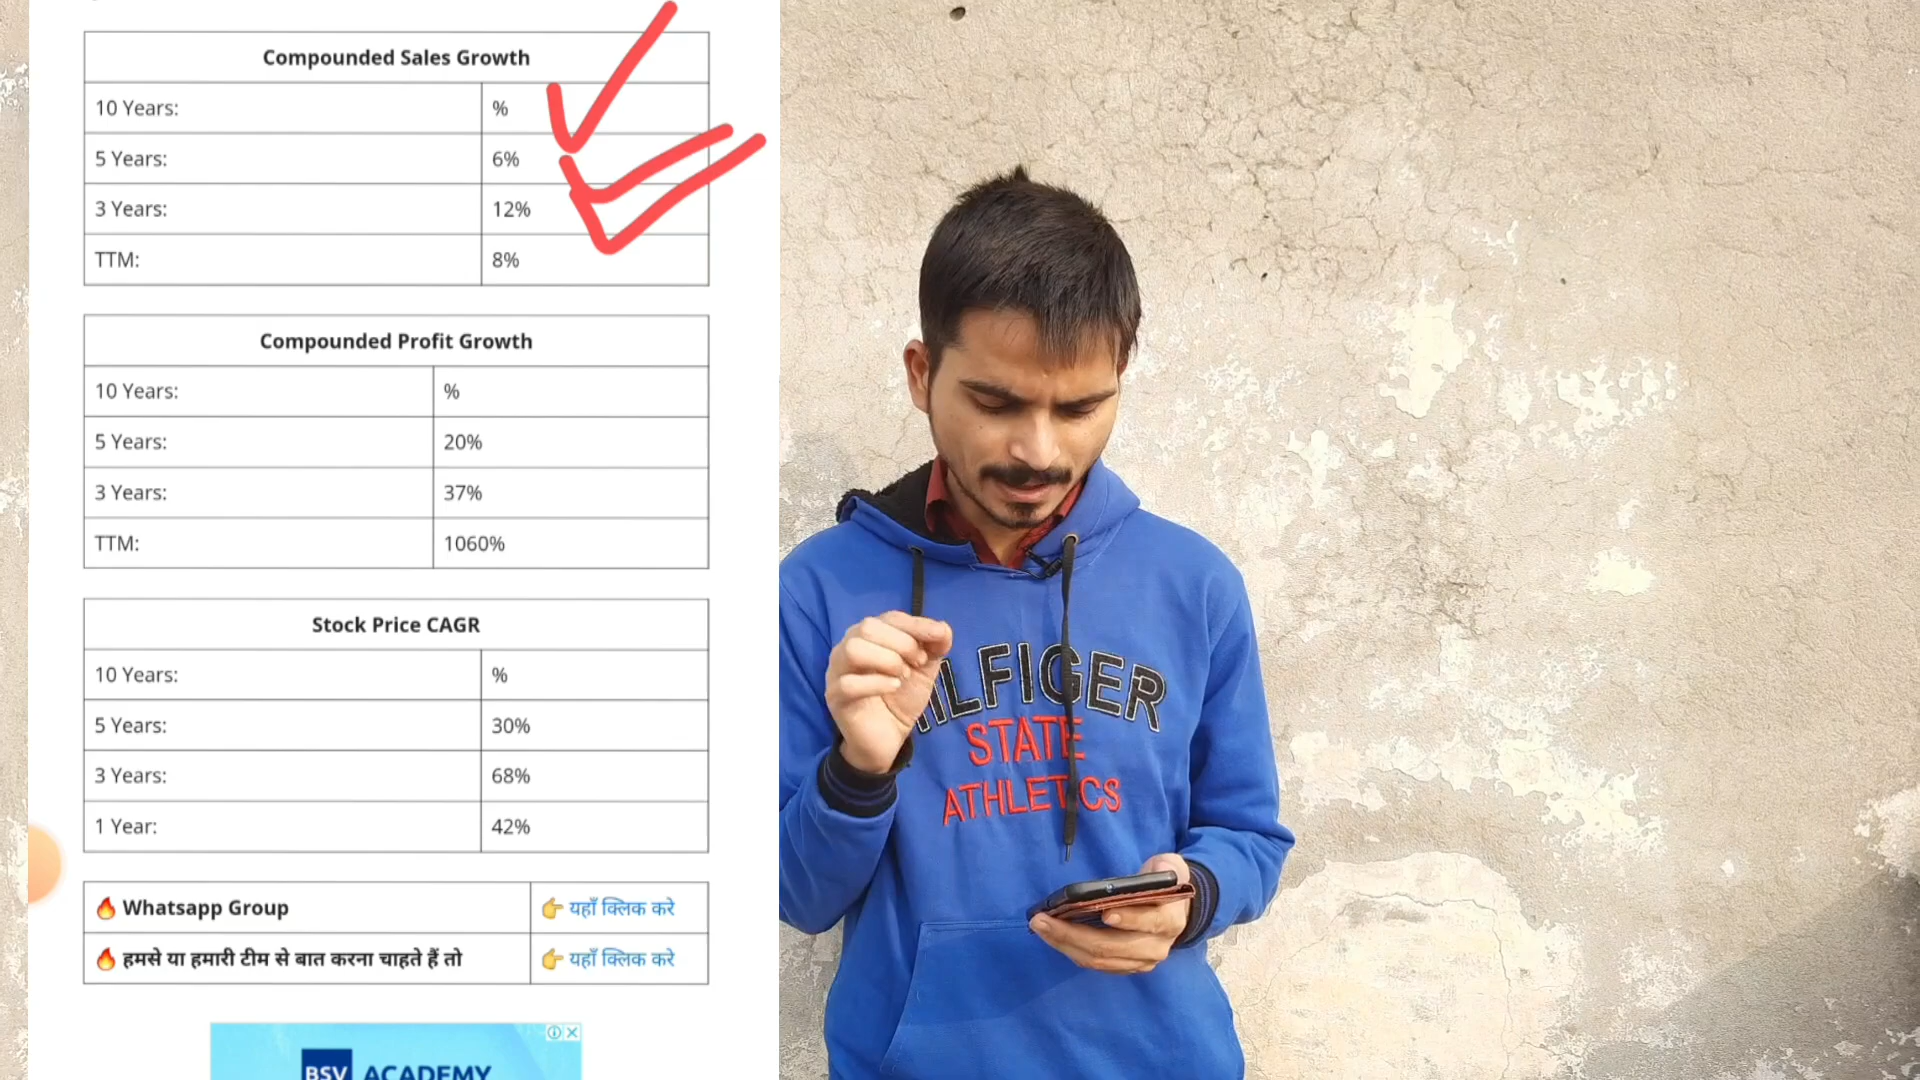 Compounded Sales Growth
10 Years: %
5 Years: 6%
3 Years: 12%
TTM: 8%
Compounded Profit Growth
10 Years: %
5 Years: 20%
3 Years: 37%
TTM: 1060%
Stock Price CAGR
10 Years: %
5 Years: 30%
3 Years: 68%
1 Year: 42%
🔥 Whatsapp Group 👉 यहाँ क्लिक करे
🔥 हमसे या हमारी टीम से बात करना चाहते हैं तो 👉 यहाँ क्लिक करे
BSV ACADEMY
ILFIGER
STATE
ATHLETICS